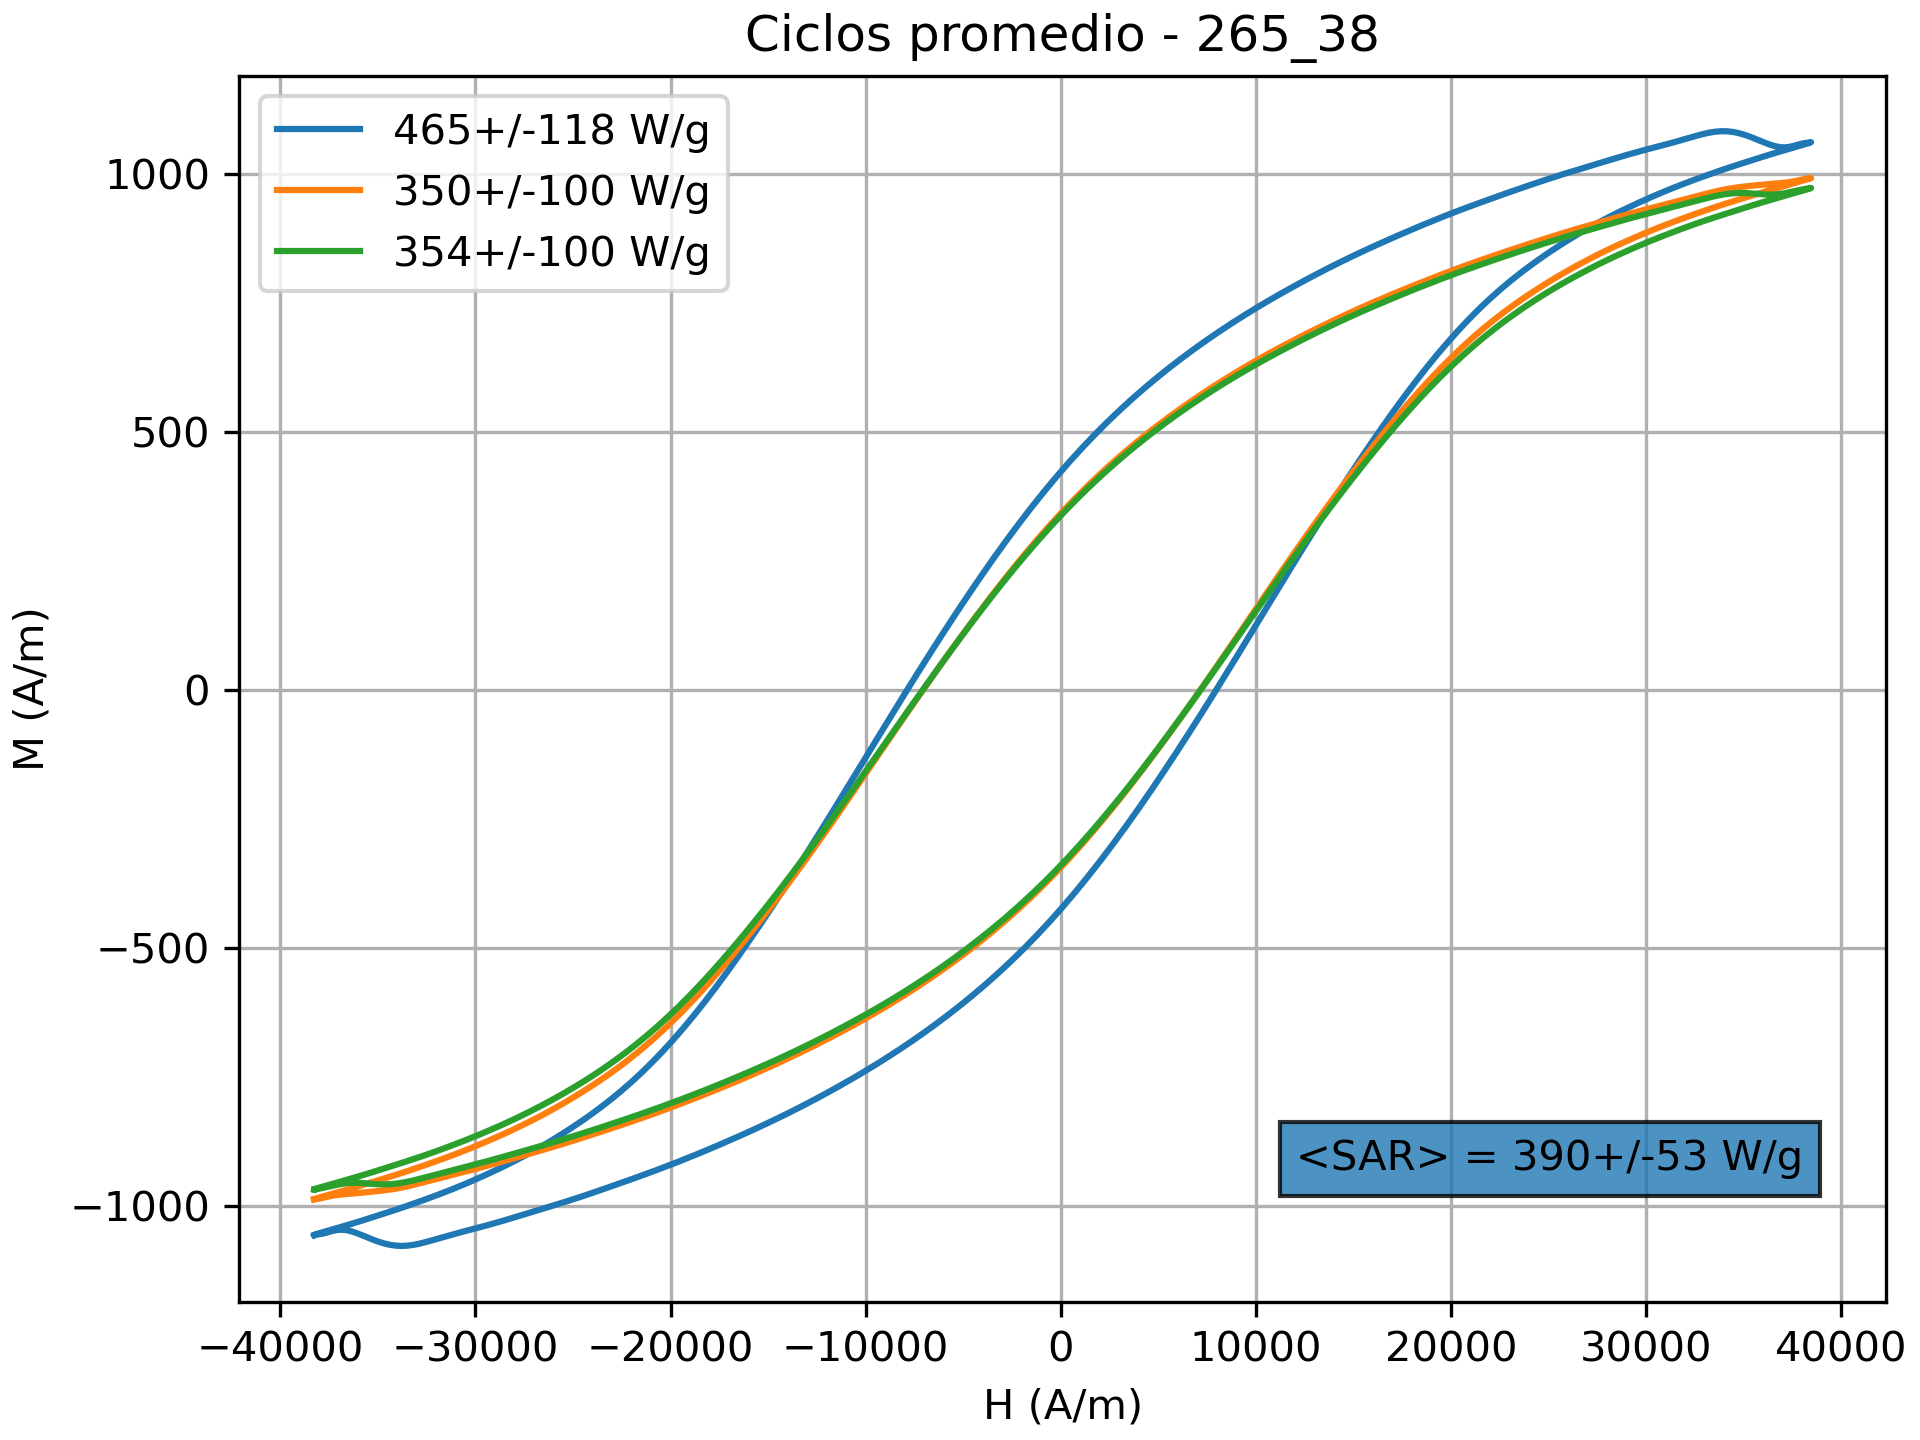 Ciclos promedio - 265_38
465+/-118 W/g
350+/-100 W/g
354+/-100 W/g
1000
500
0
−500
−1000
M (A/m)
<SAR> = 390+/-53 W/g
−40000 −30000 −20000 −10000 0 10000 20000 30000 40000
H (A/m)